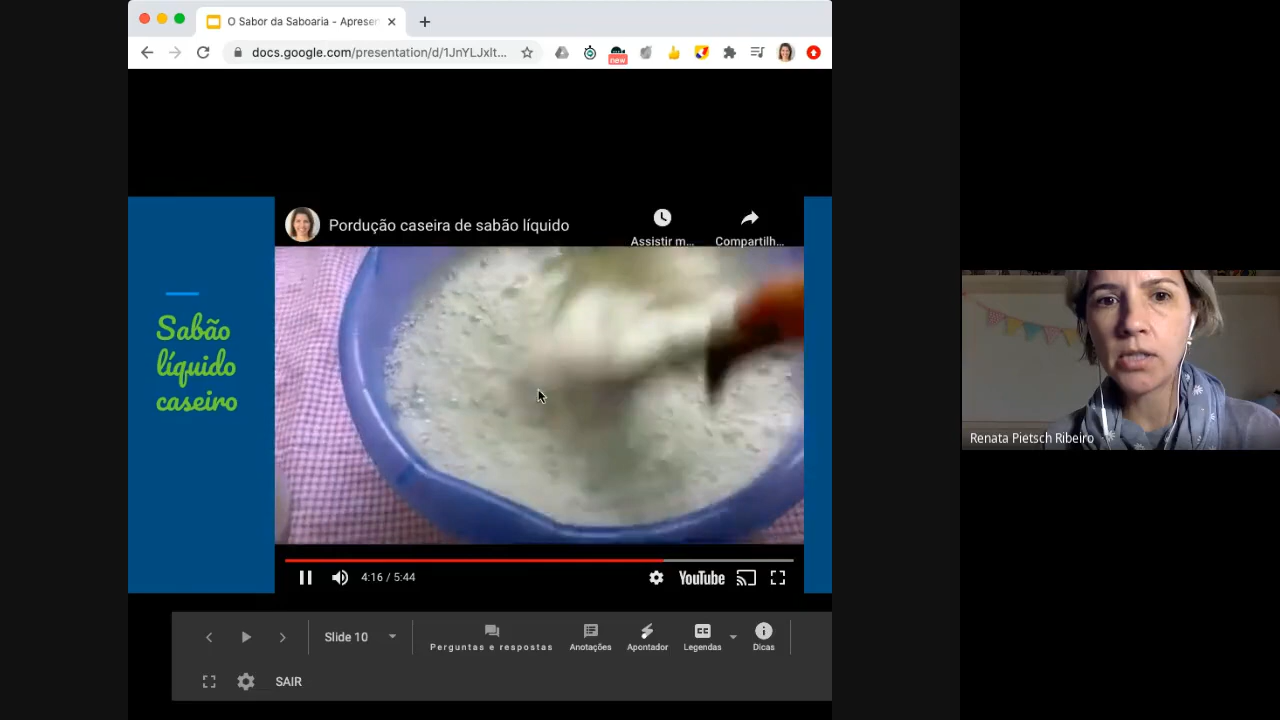 O Sabor da Saboaria - Apresen
docs.google.com/presentation/d/1JnYLJxlt...
new
Pordução caseira de sabão líquido
Assistir m...
Compartilh...
Sabão
líquido
caseiro
4:16 / 5:44
YouTube
Slide 10
Perguntas e respostas
Anotações
Apontador
CC
Legendas
Dicas
SAIR
Renata Pietsch Ribeiro